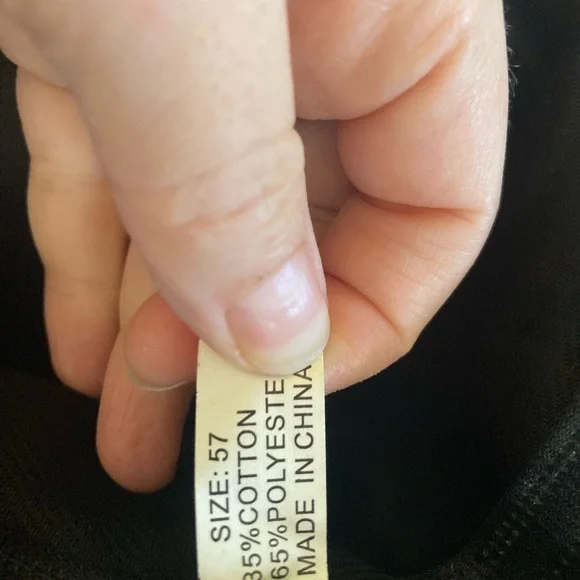 SIZE: 57
35%COTTON
65%POLYESTE
MADE IN CHINA